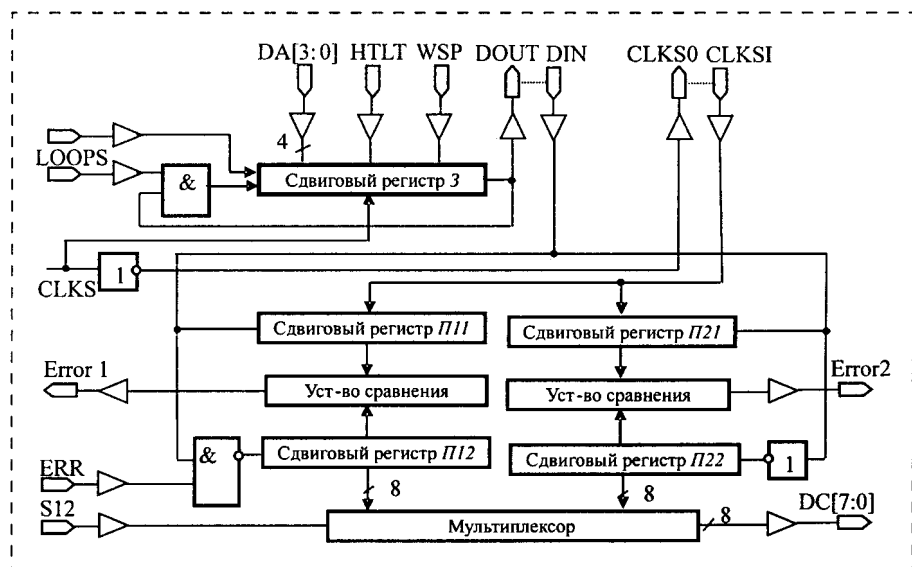 DA[3:0] HTLT WSP DOUT DIN CLKS0 CLKSI
4
LOOPS
&
Сдвиговый регистр 3
CLKS
1
Сдвиговый регистр П11
Сдвиговый регистр П21
Error 1
Уст-во сравнения
Уст-во сравнения
Error2
&
Сдвиговый регистр П12
Сдвиговый регистр П22
1
ERR
8
8
S12
Мультиплексор
8
DC[7:0]